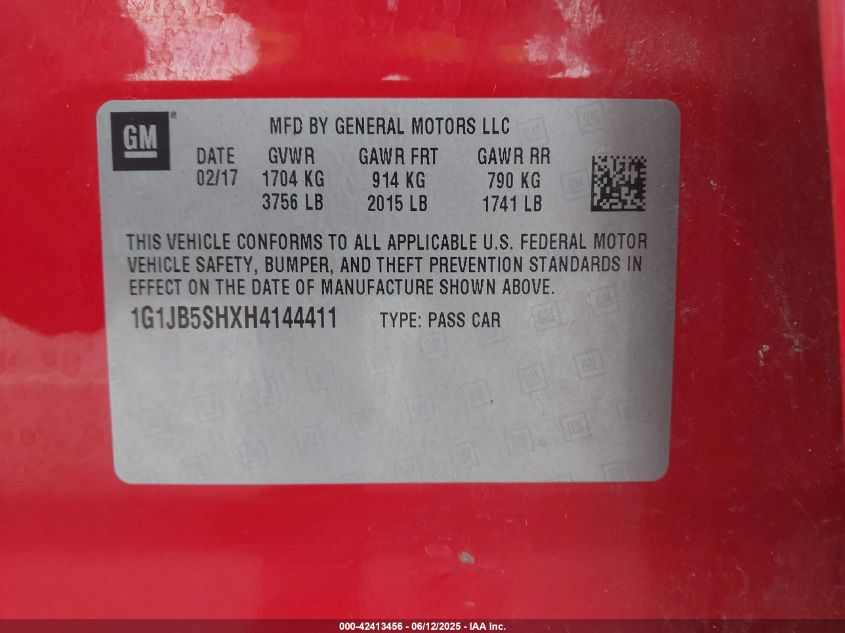 GM®
MFD BY GENERAL MOTORS LLC
DATE GVWR GAWR FRT GAWR RR
02/17 1704 KG 914 KG 790 KG
3756 LB 2015 LB 1741 LB
THIS VEHICLE CONFORMS TO ALL APPLICABLE U.S. FEDERAL MOTOR
VEHICLE SAFETY, BUMPER, AND THEFT PREVENTION STANDARDS IN
EFFECT ON THE DATE OF MANUFACTURE SHOWN ABOVE.
1G1JB5SHXH4144411 TYPE: PASS CAR
000-42413456 - 06/12/2025 - IAA Inc.